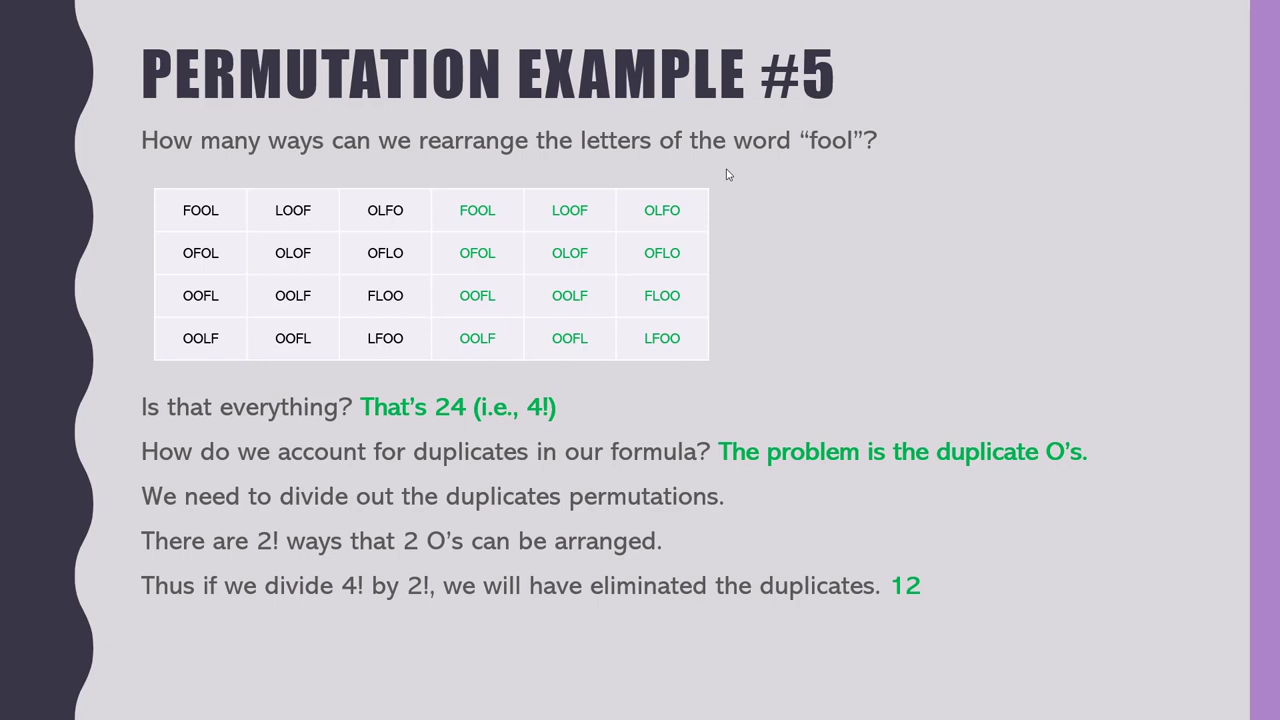 PERMUTATION EXAMPLE #5
How many ways can we rearrange the letters of the word “fool”?
FOOL LOOF OLFO FOOL LOOF OLFO
OFOL OLOF OFLO OFOL OLOF OFLO
OOFL OOLF FLOO OOFL OOLF FLOO
OOLF OOFL LFOO OOLF OOFL LFOO
Is that everything? That’s 24 (i.e., 4!)
How do we account for duplicates in our formula? The problem is the duplicate O’s.
We need to divide out the duplicates permutations.
There are 2! ways that 2 O’s can be arranged.
Thus if we divide 4! by 2!, we will have eliminated the duplicates. 12